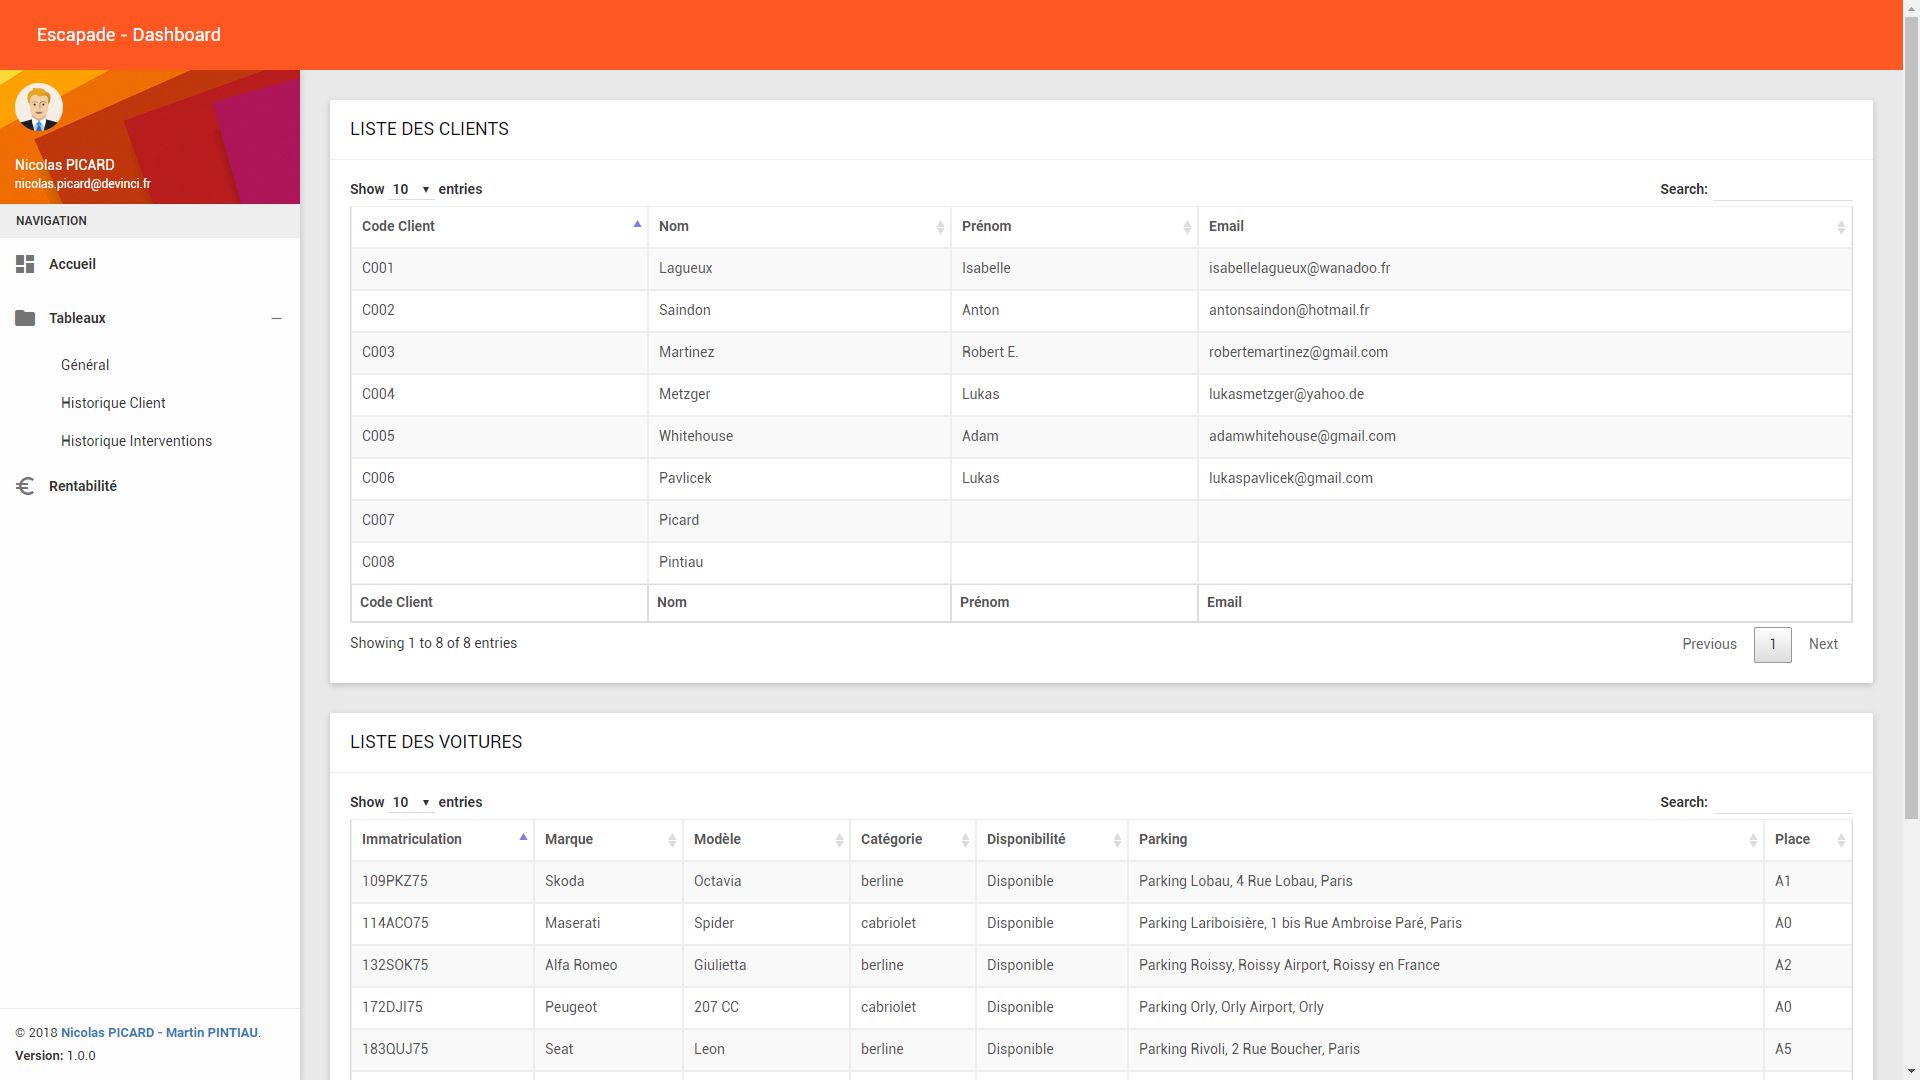 Escapade - Dashboard
Nicolas PICARD
nicolas.picard@devinci.fr
NAVIGATION
Accueil
Tableaux
Général
Historique Client
Historique Interventions
Rentabilité
© 2018 Nicolas PICARD - Martin PINTIAU.
Version: 1.0.0
LISTE DES CLIENTS
Show 10 entries Search:
Code Client Nom Prénom Email
C001 Lagueux Isabelle isabellelagueux@wanadoo.fr
C002 Saindon Anton antonsaindon@hotmail.fr
C003 Martinez Robert E. robertemartinez@gmail.com
C004 Metzger Lukas lukasmetzger@yahoo.de
C005 Whitehouse Adam adamwhitehouse@gmail.com
C006 Pavlicek Lukas lukaspavlicek@gmail.com
C007 Picard
C008 Pintiau
Code Client Nom Prénom Email
Showing 1 to 8 of 8 entries Previous 1 Next
LISTE DES VOITURES
Show 10 entries Search:
Immatriculation Marque Modèle Catégorie Disponibilité Parking Place
109PKZ75 Skoda Octavia berline Disponible Parking Lobau, 4 Rue Lobau, Paris A1
114ACO75 Maserati Spider cabriolet Disponible Parking Lariboisière, 1 bis Rue Ambroise Paré, Paris A0
132SOK75 Alfa Romeo Giulietta berline Disponible Parking Roissy, Roissy Airport, Roissy en France A2
172DJI75 Peugeot 207 CC cabriolet Disponible Parking Orly, Orly Airport, Orly A0
183QUJ75 Seat Leon berline Disponible Parking Rivoli, 2 Rue Boucher, Paris A5